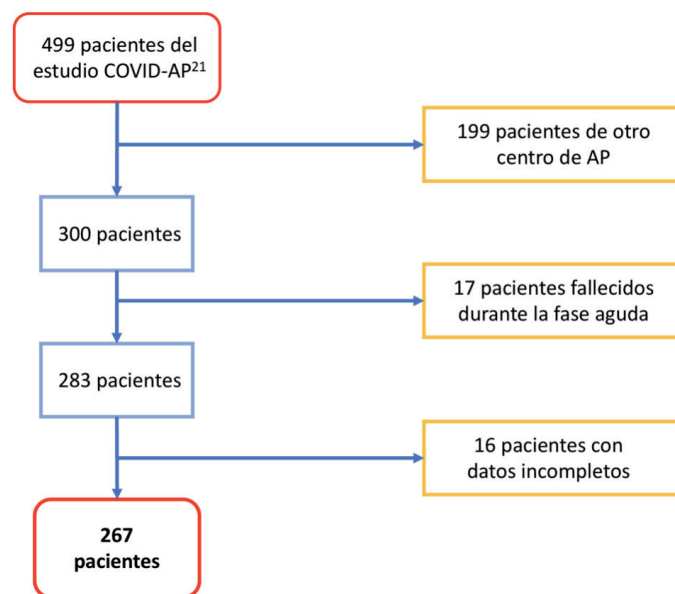 499 pacientes del
estudio COVID-AP²¹
199 pacientes de otro
centro de AP
300 pacientes
17 pacientes fallecidos
durante la fase aguda
283 pacientes
16 pacientes con
datos incompletos
267
pacientes